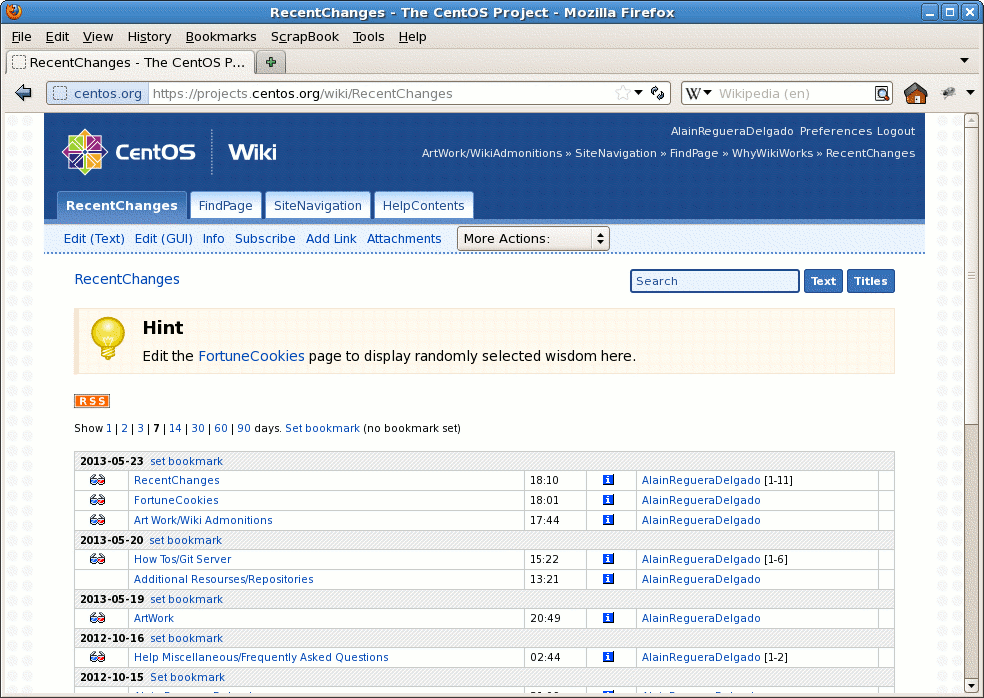 RecentChanges - The CentOS Project - Mozilla Firefox
File Edit View History Bookmarks ScrapBook Tools Help
RecentChanges - The CentOS P...
centos.org https://projects.centos.org/wiki/RecentChanges W Wikipedia (en)
AlainRegueraDelgado Preferences Logout
CentOS Wiki
ArtWork/WikiAdmonitions » SiteNavigation » FindPage » WhyWikiWorks » RecentChanges
RecentChanges FindPage SiteNavigation HelpContents
Edit (Text) Edit (GUI) Info Subscribe Add Link Attachments More Actions:
RecentChanges Search Text Titles
Hint
Edit the FortuneCookies page to display randomly selected wisdom here.
RSS
Show 1 | 2 | 3 | 7 | 14 | 30 | 60 | 90 days. Set bookmark (no bookmark set)
2013-05-23 set bookmark
RecentChanges 18:10 i AlainRegueraDelgado [1-11]
FortuneCookies 18:01 i AlainRegueraDelgado
Art Work/Wiki Admonitions 17:44 i AlainRegueraDelgado
2013-05-20 set bookmark
How Tos/Git Server 15:22 i AlainRegueraDelgado [1-6]
Additional Resourses/Repositories 13:21 i AlainRegueraDelgado
2013-05-19 set bookmark
ArtWork 20:49 i AlainRegueraDelgado
2012-10-16 set bookmark
Help Miscellaneous/Frequently Asked Questions 02:44 i AlainRegueraDelgado [1-2]
2012-10-15 Set bookmark